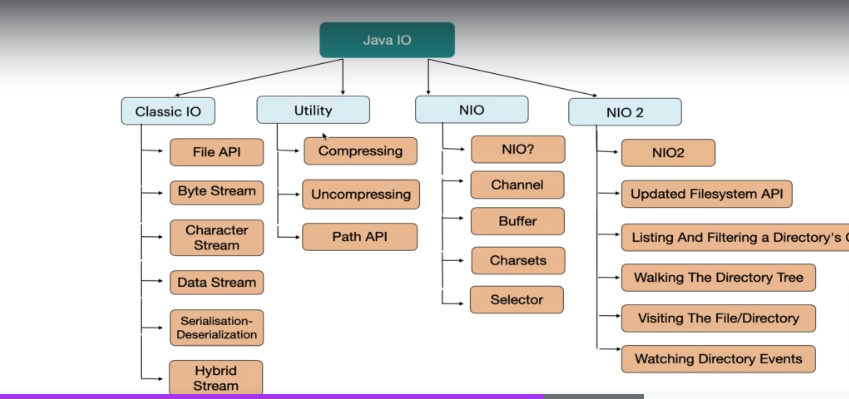 Java IO
Classic IO
File API
Byte Stream
Character
Stream
Data Stream
Serialisation-
Deserialization
Hybrid
Stream
Utility
Compressing
Uncompressing
Path API
NIO
NIO?
Channel
Buffer
Charsets
Selector
NIO 2
NIO2
Updated Filesystem API
Listing And Filtering a Directory's
Walking The Directory Tree
Visiting The File/Directory
Watching Directory Events